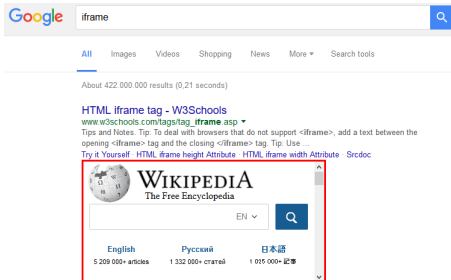 Google iframe
All Images Videos Shopping News More Search tools
About 422.000.000 results (0,21 seconds)
HTML iframe tag - W3Schools
www.w3schools.com/tags/tag_iframe.asp
Tips and Notes. Tip: To deal with browsers that do not support <iframe>, add a text between the
opening <iframe> tag and the closing </iframe> tag. Tip: Use ...
Try it Yourself · HTML iframe height Attribute · HTML iframe width Attribute · Srcdoc
WIKIPEDIA
The Free Encyclopedia
EN
English Русский 日本語
5 209 000+ articles 1 332 000+ статей 1 015 000+ 記事